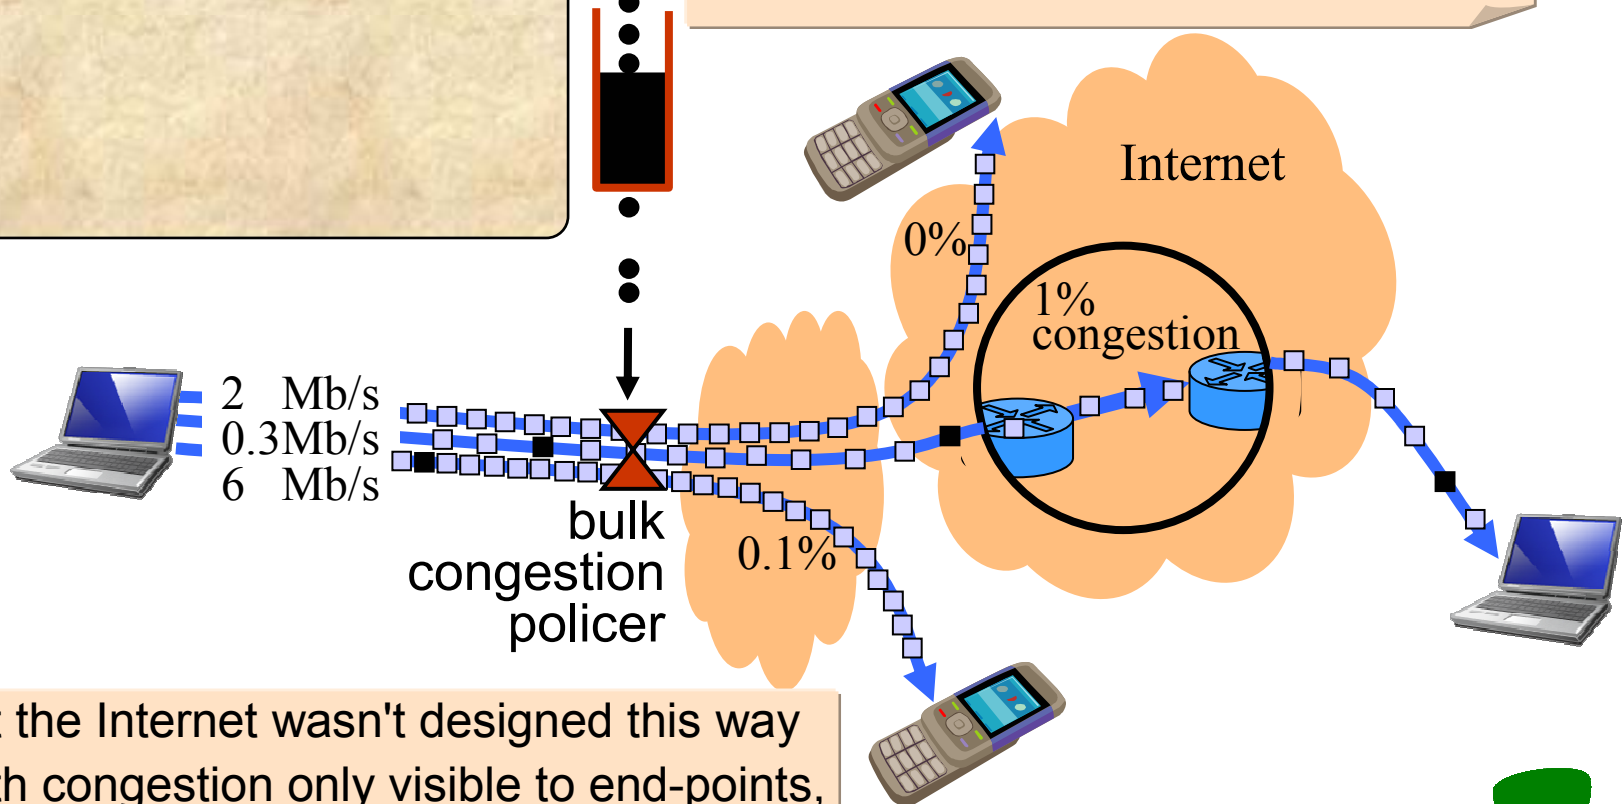 Internet
0%
1%
congestion
2 Mb/s
0.3Mb/s
6 Mb/s
bulk
congestion
policer
0.1%
the Internet wasn't designed this way
congestion only visible to end-points,